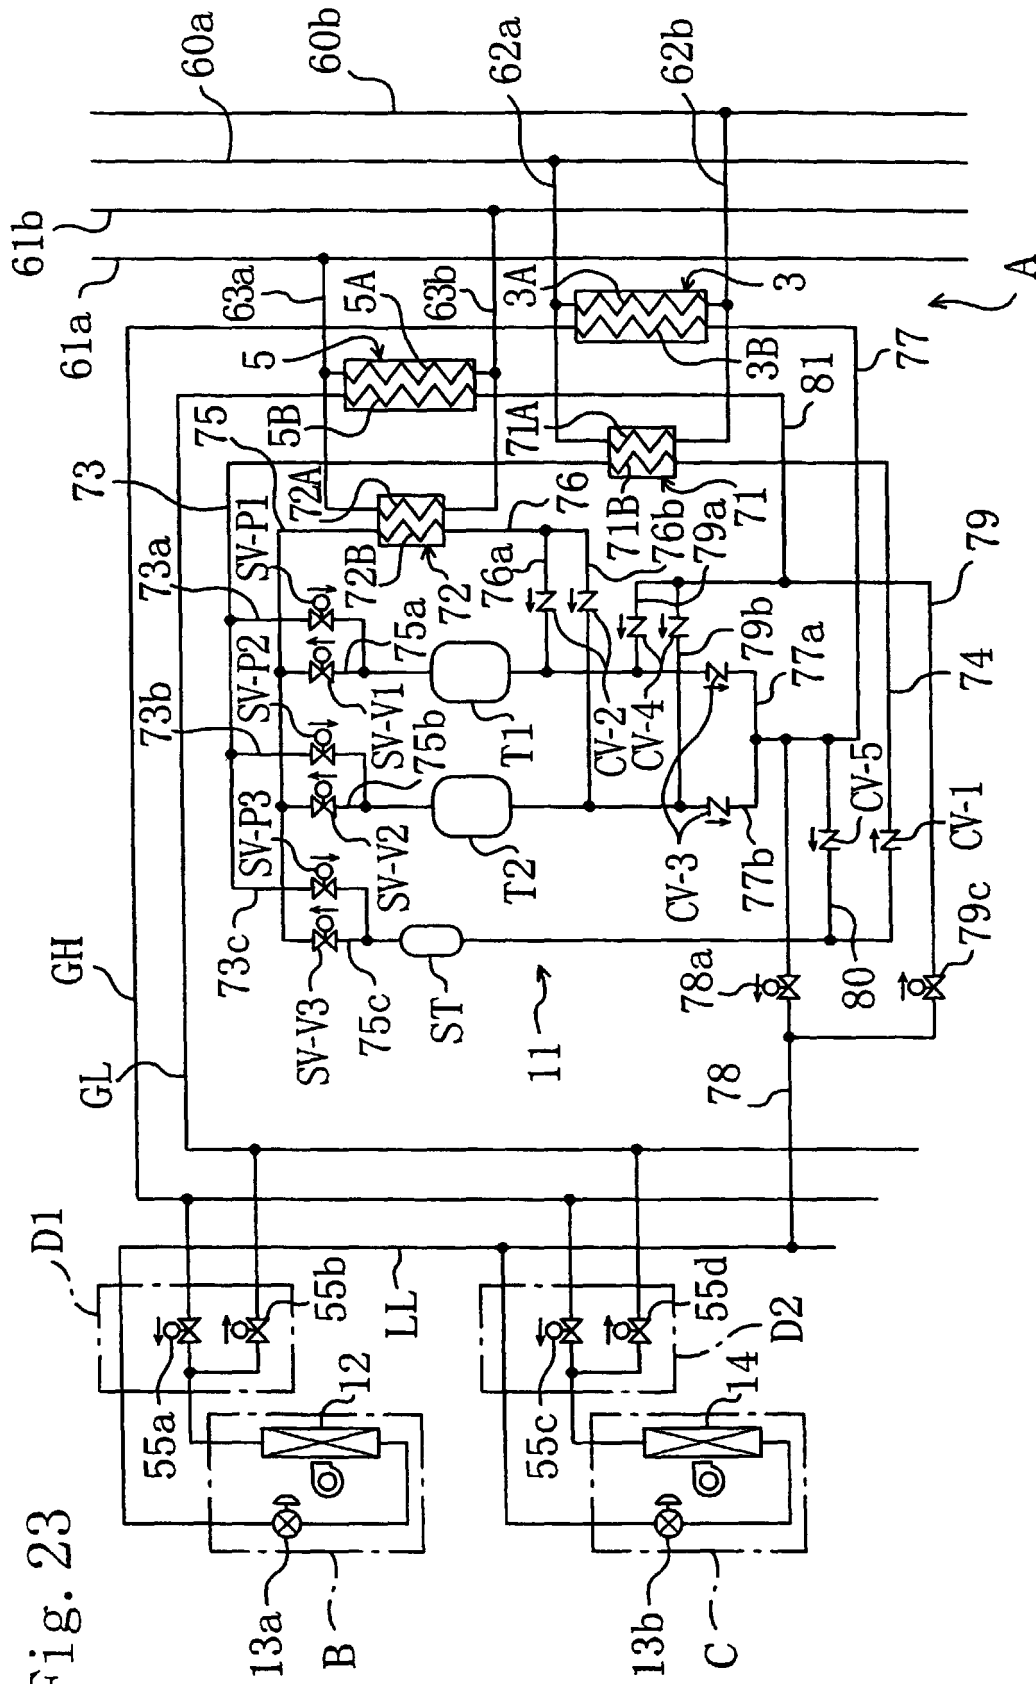 Fig. 23
60a
60b
62a
62b
61b
61a
63a
5A
63b
3A
3
A
5
5B
3B
77
81
75
73
72A
71A
71B
71
76
76b
79a
79
SV-P1
73a
72B
72
76a
75a
SV-P2
73b
SV-V1
75b
T1
CV-2
CV-4
79b
77a
74
SV-P3
SV-V2
T2
CV-3
77b
CV-5
CV-1
73c
SV-V3
75c
ST
11
78a
80
79c
GH
GL
78
D1
55b
LL
55d
D2
55a
12
55c
14
13a
B
13b
C